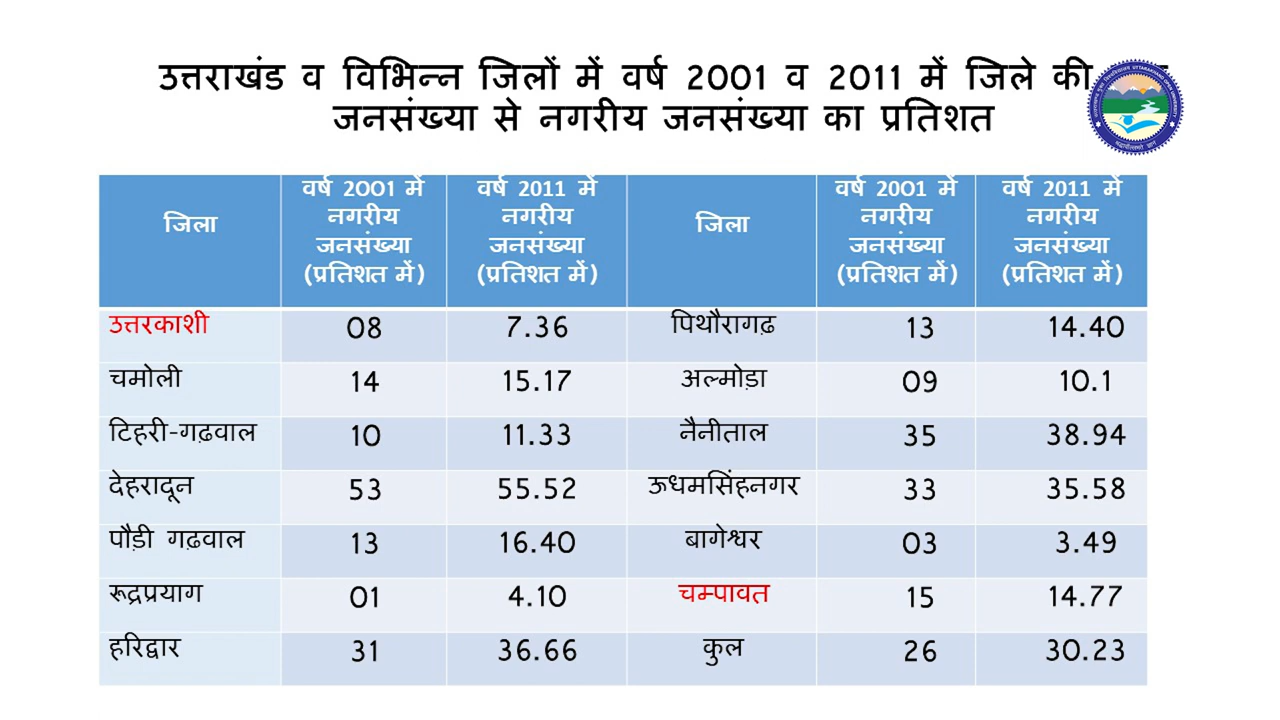 उत्तराखंड व विभिन्न जिलों में वर्ष 2001 व 2011 में जिले की
जनसंख्या से नगरीय जनसंख्या का प्रतिशत
जिला वर्ष 2001 में नगरीय जनसंख्या (प्रतिशत में) वर्ष 2011 में नगरीय जनसंख्या (प्रतिशत में) जिला वर्ष 2001 में नगरीय जनसंख्या (प्रतिशत में) वर्ष 2011 में नगरीय जनसंख्या (प्रतिशत में)
उत्तरकाशी 08 7.36 पिथौरागढ़ 13 14.40
चमोली 14 15.17 अल्मोड़ा 09 10.1
टिहरी-गढ़वाल 10 11.33 नैनीताल 35 38.94
देहरादून 53 55.52 ऊधमसिंहनगर 33 35.58
पौड़ी गढ़वाल 13 16.40 बागेश्वर 03 3.49
रूद्रप्रयाग 01 4.10 चम्पावत 15 14.77
हरिद्वार 31 36.66 कुल 26 30.23